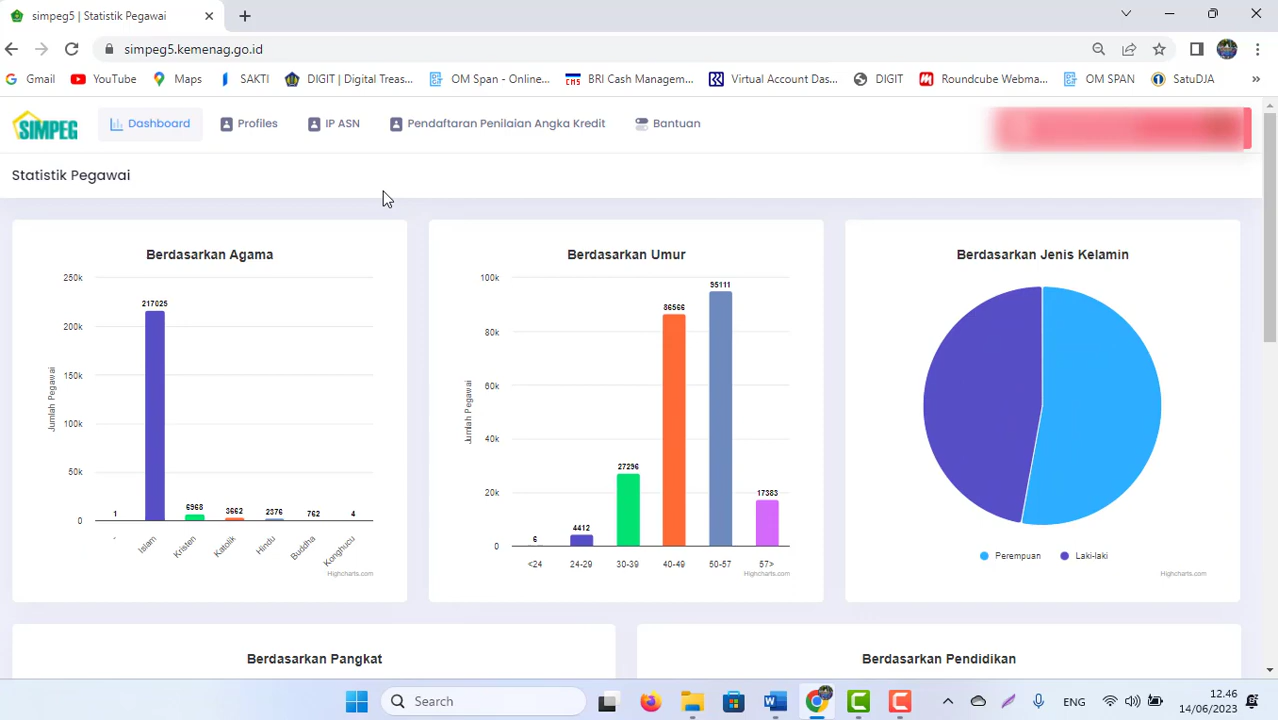 simpeg5 | Statistik Pegawai
simpeg5.kemenag.go.id
Gmail YouTube Maps SAKTI DIGIT | Digital Treas... OM Span - Online... BRI Cash Managem... Virtual Account Das... DIGIT Roundcube Webma... OM SPAN SatuDJA »
SIMPEG Dashboard Profiles IP ASN Pendaftaran Penilaian Angka Kredit Bantuan
Statistik Pegawai
Berdasarkan Agama
250k
200k
150k
100k
50k
0
Jumlah Pegawai
1
217025
6968
3662
2376
762
4
-
Islam
Kristen
Katolik
Hindu
Buddha
Konghucu
Highcharts.com
Berdasarkan Umur
100k
80k
60k
40k
20k
0
Jumlah Pegawai
6
4412
27296
86566
95111
17383
<24 24-29 30-39 40-49 50-57 57>
Highcharts.com
Berdasarkan Jenis Kelamin
Perempuan Laki-laki
Highcharts.com
Berdasarkan Pangkat
Berdasarkan Pendidikan
Search
ENG
12.46
14/06/2023